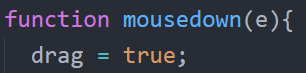 function mousedown(e){
  drag = true;